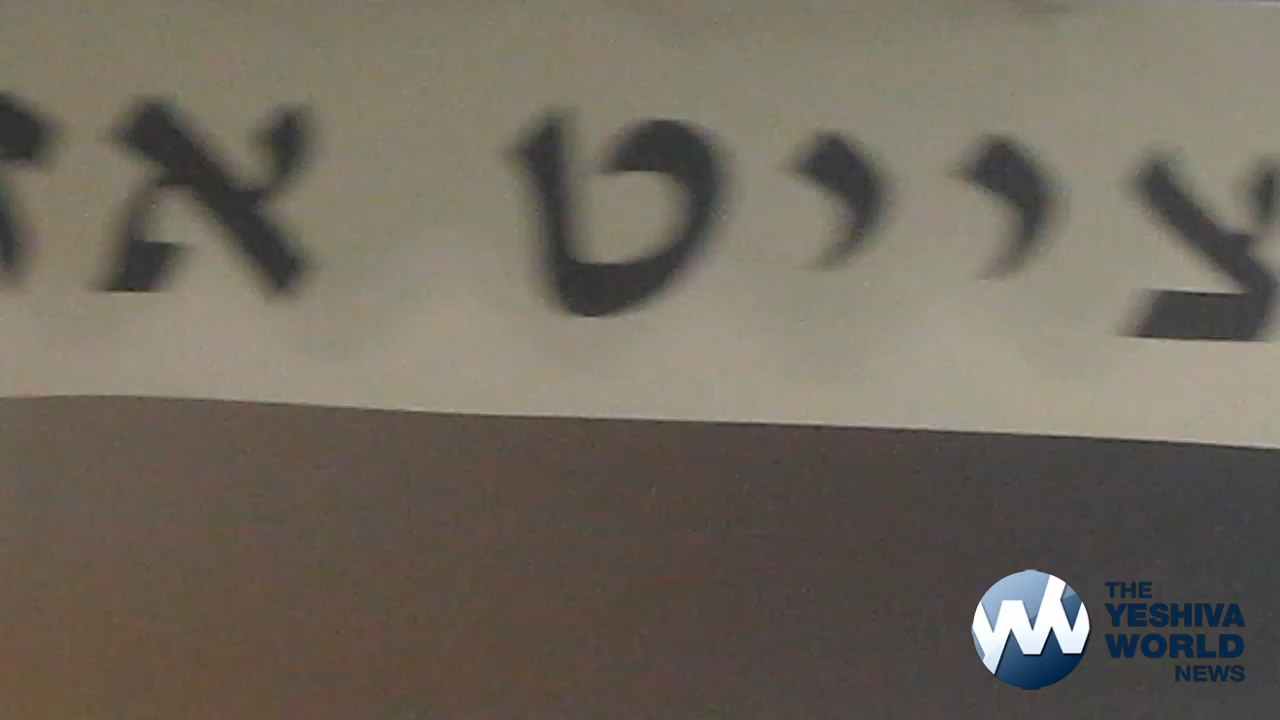 צייט
THE
YESHIVA
WORLD
NEWS